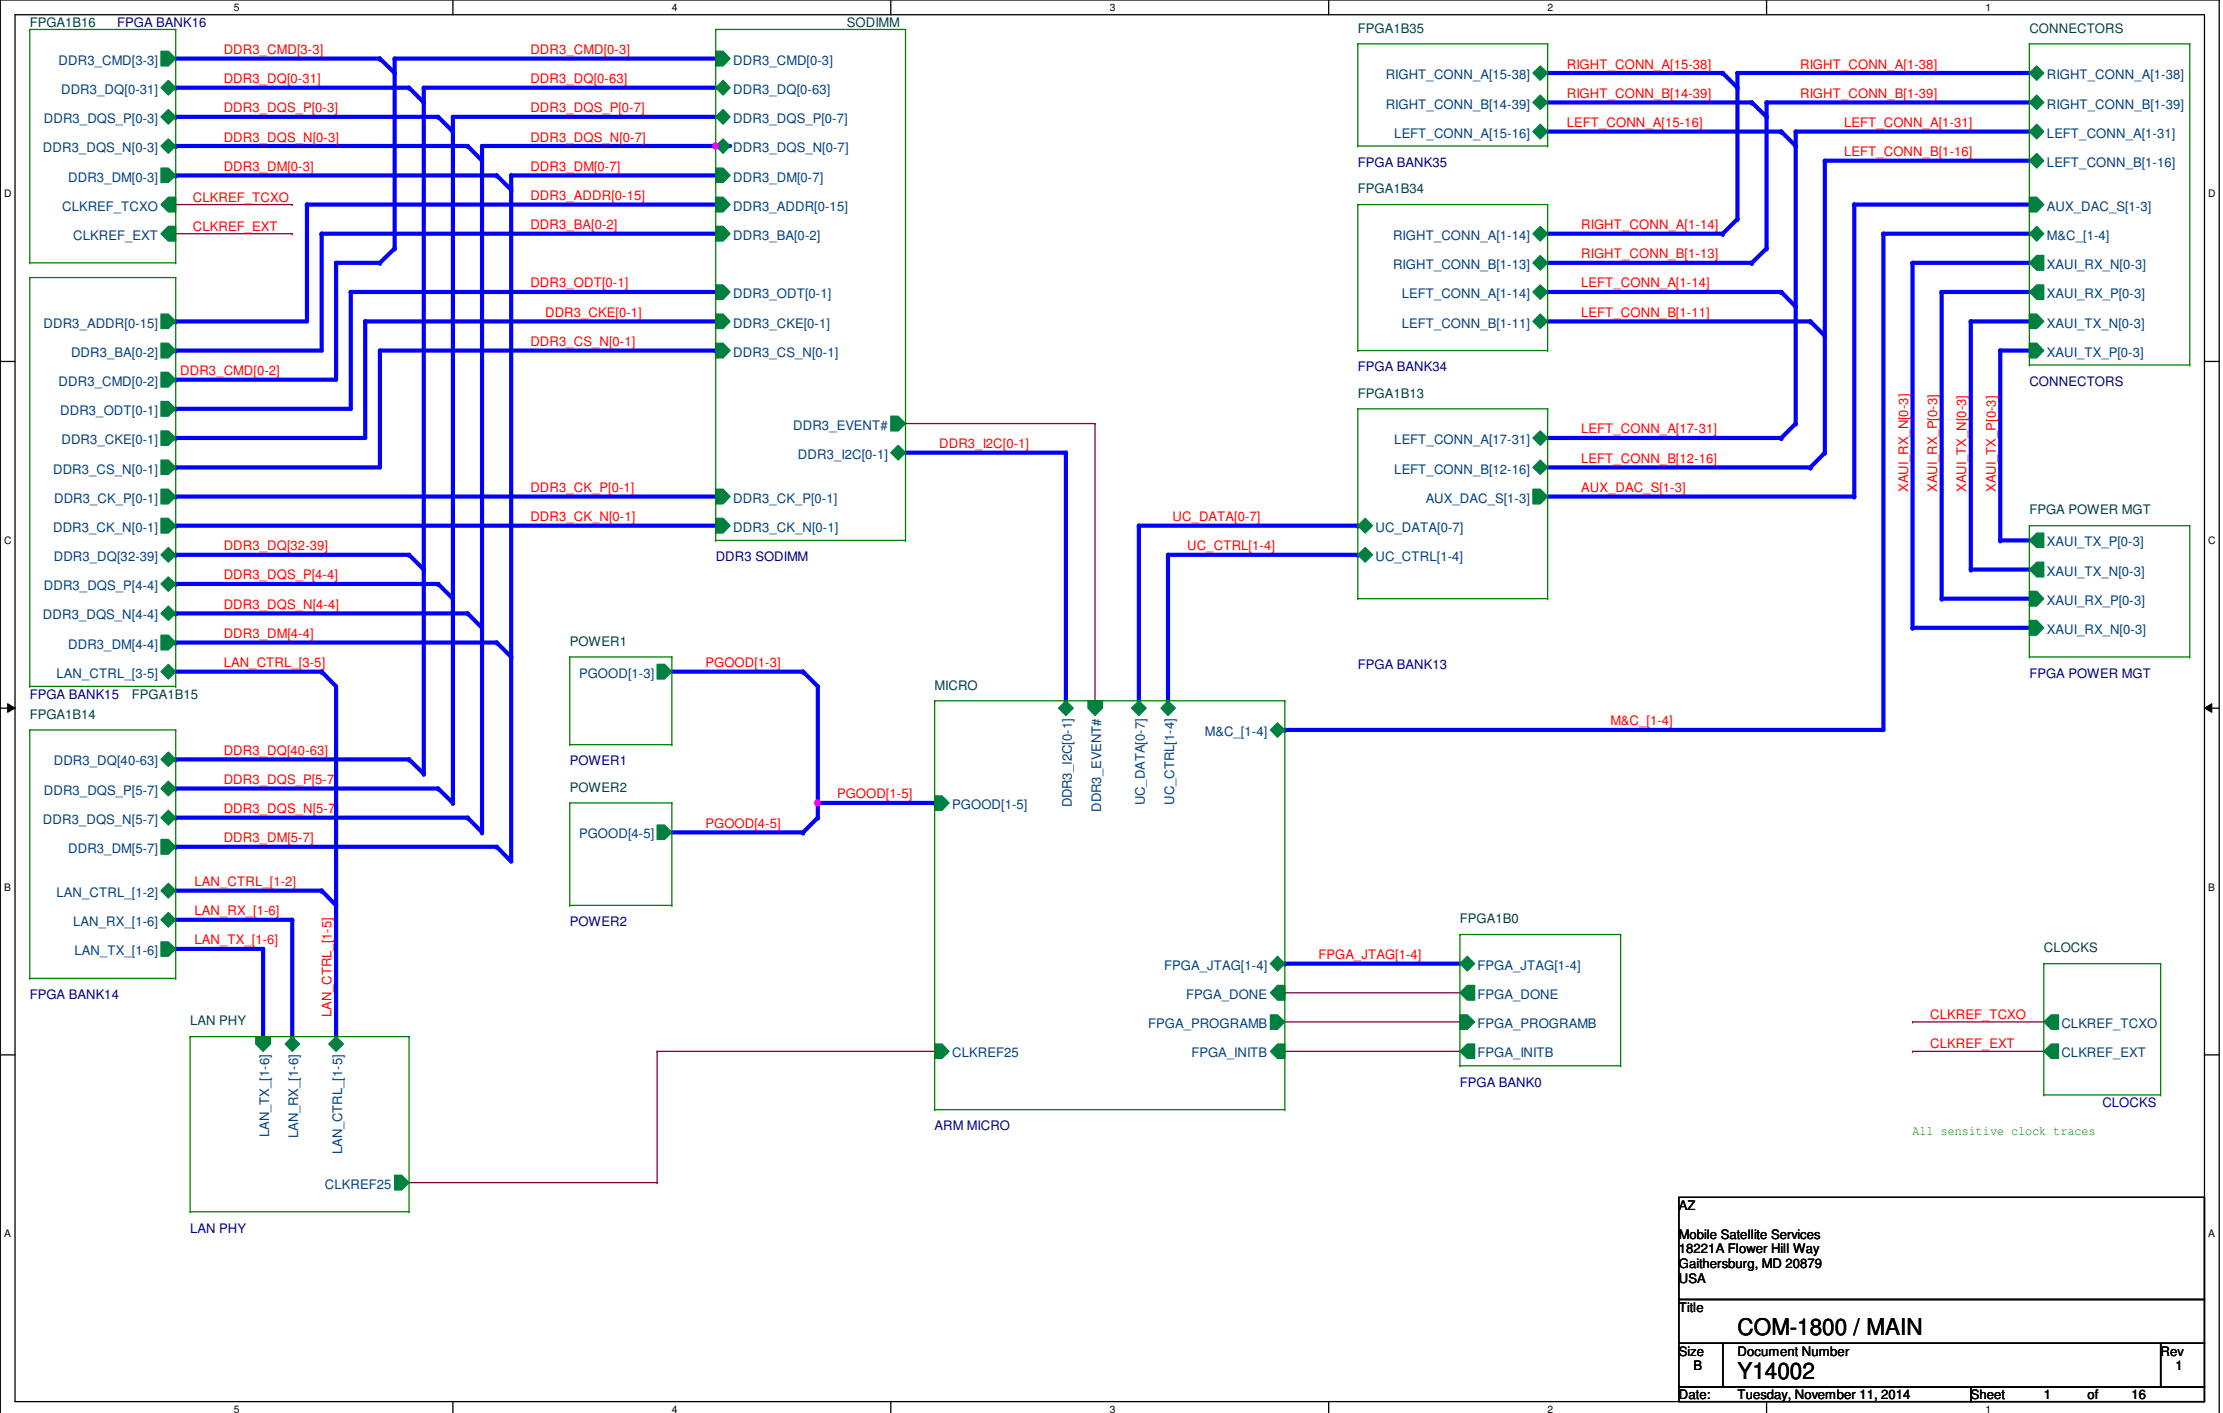 5 4 3 2 1
FPGA1B16 FPGA BANK16
DDR3_CMD[3-3]
DDR3_DQ[0-31]
DDR3_DQS_P[0-3]
DDR3_DQS_N[0-3]
DDR3_DM[0-3]
CLKREF_TCXO
CLKREF_EXT
DDR3_CMD[3-3]
DDR3_DQ[0-31]
DDR3_DQS_P[0-3]
DDR3_DQS_N[0-3]
DDR3_DM[0-3]
CLKREF_TCXO
CLKREF_EXT
DDR3_ADDR[0-15]
DDR3_BA[0-2]
DDR3_CMD[0-2]
DDR3_ODT[0-1]
DDR3_CKE[0-1]
DDR3_CS_N[0-1]
DDR3_CK_P[0-1]
DDR3_CK_N[0-1]
DDR3_DQ[32-39]
DDR3_DQS_P[4-4]
DDR3_DQS_N[4-4]
DDR3_DM[4-4]
LAN_CTRL_[3-5]
DDR3_CMD[0-2]
DDR3_DQ[32-39]
DDR3_DQS_P[4-4]
DDR3_DQS_N[4-4]
DDR3_DM[4-4]
LAN_CTRL_[3-5]
FPGA BANK15 FPGA1B15
FPGA1B14
DDR3_DQ[40-63]
DDR3_DQS_P[5-7]
DDR3_DQS_N[5-7]
DDR3_DM[5-7]
LAN_CTRL_[1-2]
LAN_RX_[1-6]
LAN_TX_[1-6]
DDR3_DQ[40-63]
DDR3_DQS_P[5-7
DDR3_DQS_N[5-7
DDR3_DM[5-7]
LAN_CTRL_[1-2]
LAN_RX_[1-6]
LAN_TX_[1-6]
LAN_CTRL_[1-5]
FPGA BANK14
LAN PHY
LAN_TX_[1-6]
LAN_RX_[1-6]
LAN_CTRL_[1-5]
CLKREF25
LAN PHY
SODIMM
DDR3_CMD[0-3]
DDR3_DQ[0-63]
DDR3_DQS_P[0-7]
DDR3_DQS_N[0-7]
DDR3_DM[0-7]
DDR3_ADDR[0-15]
DDR3_BA[0-2]
DDR3_ODT[0-1]
DDR3_CKE[0-1]
DDR3_CS_N[0-1]
DDR3_CK_P[0-1]
DDR3_CK_N[0-1]
DDR3_CMD[0-3]
DDR3_DQ[0-63]
DDR3_DQS_P[0-7]
DDR3_DQS_N[0-7]
DDR3_DM[0-7]
DDR3_ADDR[0-15]
DDR3_BA[0-2]
DDR3_ODT[0-1]
DDR3_CKE[0-1]
DDR3_CS_N[0-1]
DDR3_EVENT#
DDR3_I2C[0-1]
DDR3_CK_P[0-1]
DDR3_CK_N[0-1]
DDR3 SODIMM
DDR3_I2C[0-1]
POWER1
PGOOD[1-3]
PGOOD[1-3]
POWER1
POWER2
PGOOD[4-5]
PGOOD[4-5]
POWER2
PGOOD[1-5]
MICRO
DDR3_I2C[0-1]
DDR3_EVENT#
UC_DATA[0-7]
UC_CTRL[1-4]
M&C_[1-4]
PGOOD[1-5]
FPGA_JTAG[1-4]
FPGA_DONE
FPGA_PROGRAMB
FPGA_INITB
CLKREF25
ARM MICRO
UC_DATA[0-7]
UC_CTRL[1-4]
M&C_[1-4]
FPGA_JTAG[1-4]
FPGA1B0
FPGA_JTAG[1-4]
FPGA_DONE
FPGA_PROGRAMB
FPGA_INITB
FPGA BANK0
FPGA1B35
RIGHT_CONN_A[15-38]
RIGHT_CONN_B[14-39]
LEFT_CONN_A[15-16]
FPGA BANK35
RIGHT_CONN_A[15-38]
RIGHT_CONN_B[14-39]
LEFT_CONN_A[15-16]
FPGA1B34
RIGHT_CONN_A[1-14]
RIGHT_CONN_B[1-13]
LEFT_CONN_A[1-14]
LEFT_CONN_B[1-11]
FPGA BANK34
RIGHT_CONN_A[1-14]
RIGHT_CONN_B[1-13]
LEFT_CONN_A[1-14]
LEFT_CONN_B[1-11]
FPGA1B13
LEFT_CONN_A[17-31]
LEFT_CONN_B[12-16]
AUX_DAC_S[1-3]
UC_DATA[0-7]
UC_CTRL[1-4]
FPGA BANK13
LEFT_CONN_A[17-31]
LEFT_CONN_B[12-16]
AUX_DAC_S[1-3]
RIGHT_CONN_A[1-38]
RIGHT_CONN_B[1-39]
LEFT_CONN_A[1-31]
LEFT_CONN_B[1-16]
CONNECTORS
RIGHT_CONN_A[1-38]
RIGHT_CONN_B[1-39]
LEFT_CONN_A[1-31]
LEFT_CONN_B[1-16]
AUX_DAC_S[1-3]
M&C_[1-4]
XAUI_RX_N[0-3]
XAUI_RX_P[0-3]
XAUI_TX_N[0-3]
XAUI_TX_P[0-3]
CONNECTORS
XAUI_RX_N[0-3]
XAUI_RX_P[0-3]
XAUI_TX_N[0-3]
XAUI_TX_P[0-3]
FPGA POWER MGT
XAUI_TX_P[0-3]
XAUI_TX_N[0-3]
XAUI_RX_P[0-3]
XAUI_RX_N[0-3]
FPGA POWER MGT
CLOCKS
CLKREF_TCXO
CLKREF_EXT
CLKREF_TCXO
CLKREF_EXT
CLOCKS
All sensitive clock traces
D D
C C
B B
A A
AZ
Mobile Satellite Services
18221A Flower Hill Way
Gaithersburg, MD 20879
USA
Title
COM-1800 / MAIN
Size Document Number Rev
B Y14002 1
Date: Tuesday, November 11, 2014 Sheet 1 of 16
5 4 3 2 1